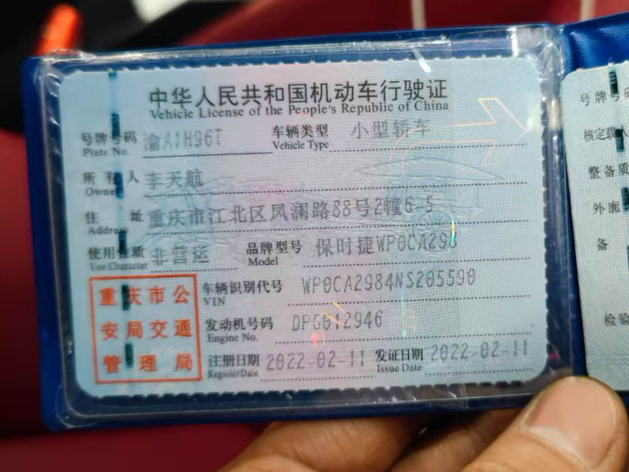 中华人民共和国机动车行驶证
Vehicle License of the People's Republic of China
号牌号码 渝A1H96T 车辆类型 小型轿车
Plate No. Vehicle Type
所有人 李天航
Owner
住址 重庆市江北区凤澜路88号2幢6-5
Address
使用性质 非营运 品牌型号 保时捷WP0CA298
Use Character Model
重庆市公安局交通管理局
车辆识别代号 WP0CA2984NS205590
VIN
发动机号码 DPG012946
Engine No.
注册日期 2022-02-11 发证日期 2022-02-11
Register Date Issue Date
号牌号
核定载人
整备质
外廓
备
检验